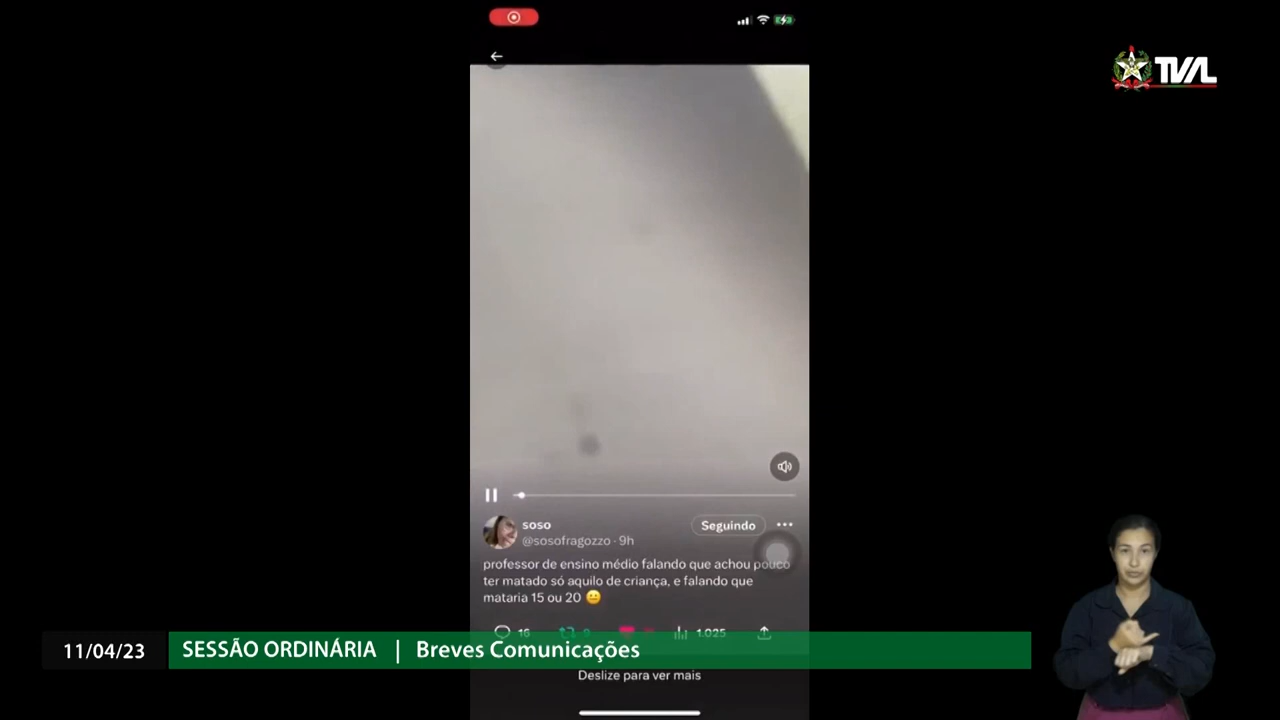 TVAL
soso
Seguindo
@sosofragozzo · 9h
professor de ensino médio falando que achou pouco
ter matado só aquilo de criança, e falando que
mataria 15 ou 20 😐
16
1.025
11/04/23
SESSÃO ORDINÁRIA | Breves Comunicações
Deslize para ver mais